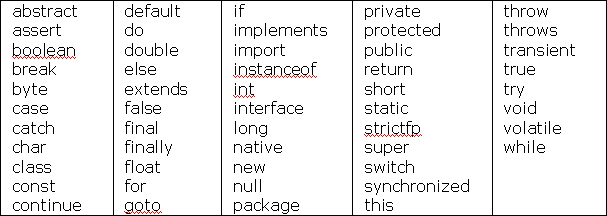 abstract default if private throw
assert do implements protected throws
boolean double import public transient
break else instanceof return true
byte extends int short try
case false interface static void
catch final long strictfp volatile
char finally native super while
class float new switch
const for null synchronized
continue goto package this